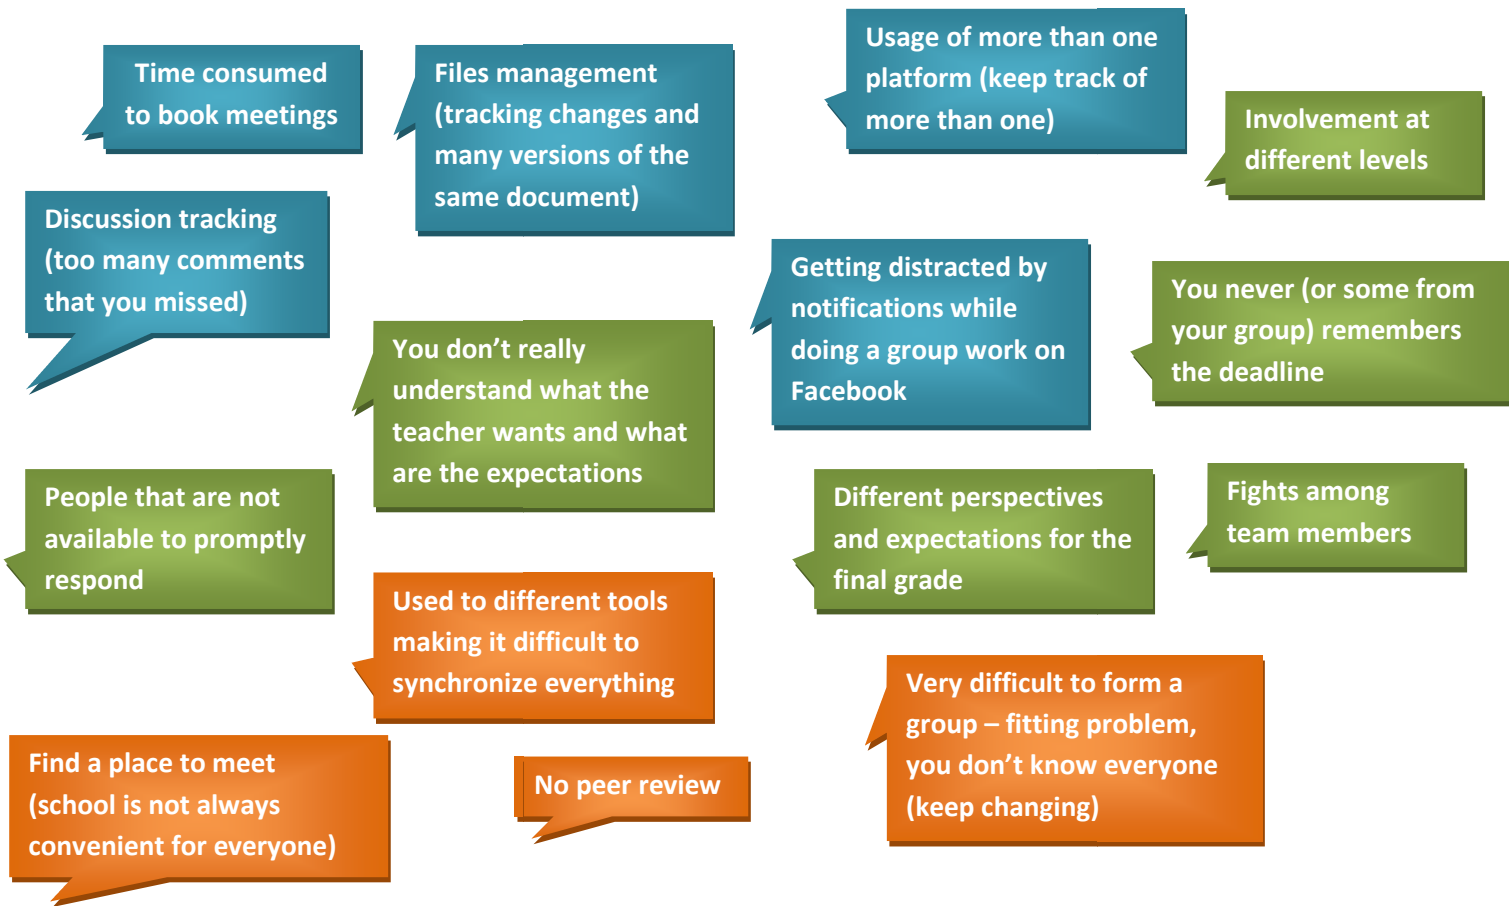 Time consumed
to book meetings
Files management
(tracking changes and
many versions of the
same document)
Usage of more than one
platform (keep track of
more than one)
Involvement at
different levels
Discussion tracking
(too many comments
that you missed)
Getting distracted by
notifications while
doing a group work on
Facebook
You never (or some from
your group) remembers
the deadline
You don’t really
understand what the
teacher wants and what
are the expectations
People that are not
available to promptly
respond
Different perspectives
and expectations for the
final grade
Fights among
team members
Used to different tools
making it difficult to
synchronize everything
Very difficult to form a
group – fitting problem,
you don’t know everyone
(keep changing)
Find a place to meet
(school is not always
convenient for everyone)
No peer review